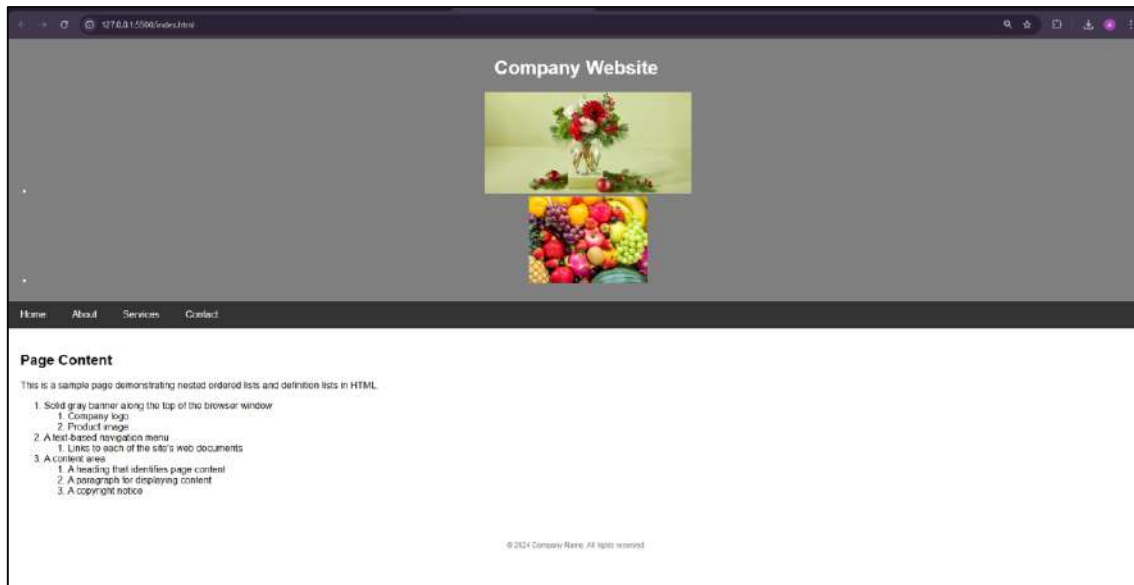 127.0.0.1:5500/index.html
Company Website
Home About Services Contact
Page Content
This is a sample page demonstrating nested ordered lists and definition lists in HTML.
1. Solid gray banner along the top of the browser window
1. Company logo
2. Product image
2. A text-based navigation menu
1. Links to each of the site's web documents
3. A content area
1. A heading that identifies page content
2. A paragraph for displaying content
3. A copyright notice
© 2024 Company Name. All rights reserved.